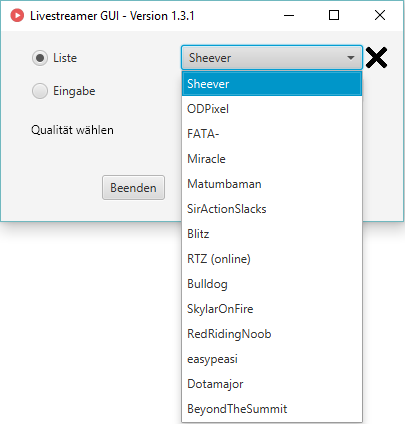 Livestreamer GUI - Version 1.3.1
Liste
Sheever
Eingabe
Qualität wählen
Beenden
Sheever
ODPixel
FATA-
Miracle
Matumbaman
SirActionSlacks
Blitz
RTZ (online)
Bulldog
SkylarOnFire
RedRidingNoob
easypeasi
Dotamajor
BeyondTheSummit